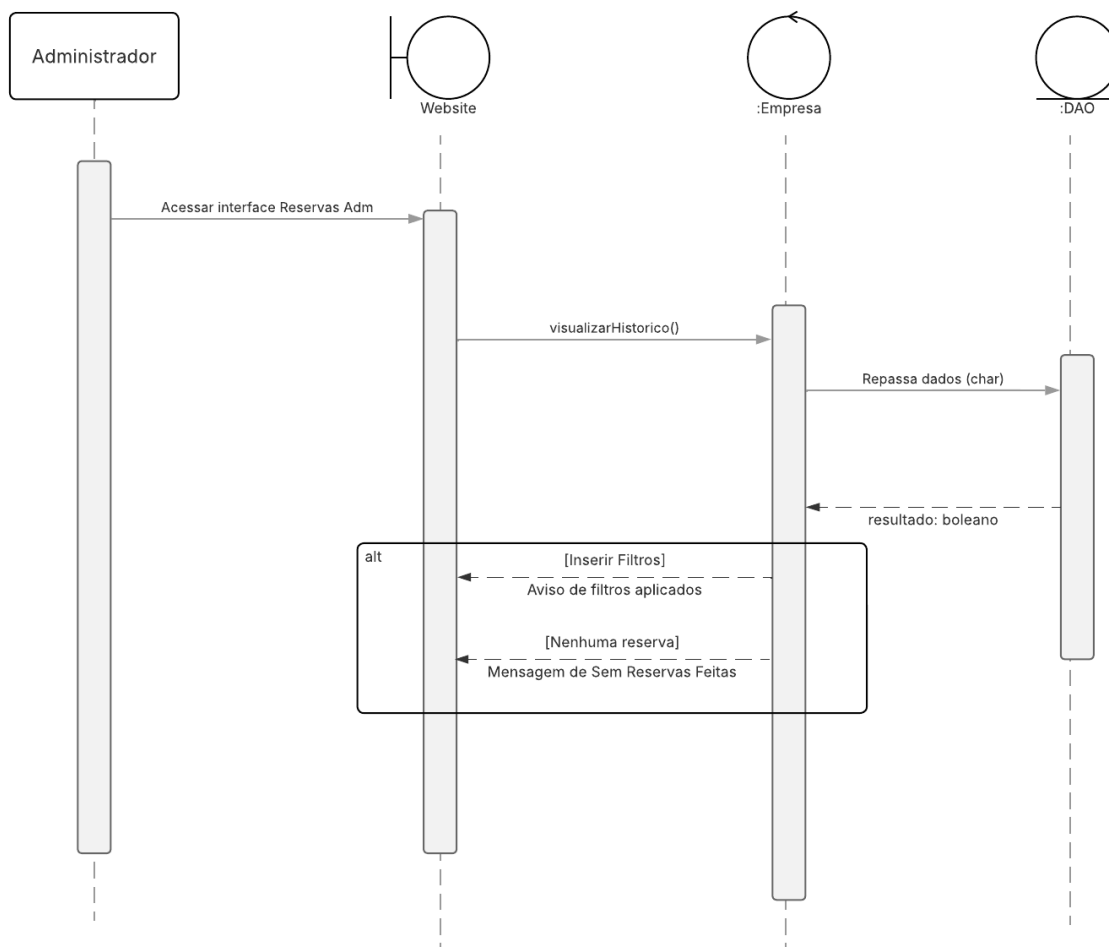 Administrador
Website
:Empresa
:DAO
Acessar interface Reservas Adm
visualizarHistorico()
Repassa dados (char)
resultado: boleano
alt
[Inserir Filtros]
Aviso de filtros aplicados
[Nenhuma reserva]
Mensagem de Sem Reservas Feitas